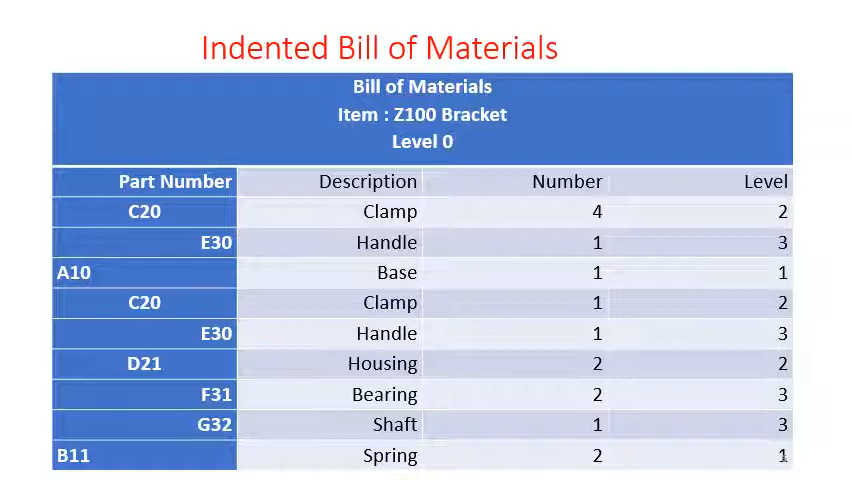 Indented Bill of Materials
Bill of Materials
Item : Z100 Bracket
Level 0
Part Number Description Number Level
C20 Clamp 4 2
E30 Handle 1 3
A10 Base 1 1
C20 Clamp 1 2
E30 Handle 1 3
D21 Housing 2 2
F31 Bearing 2 3
G32 Shaft 1 3
B11 Spring 2 1